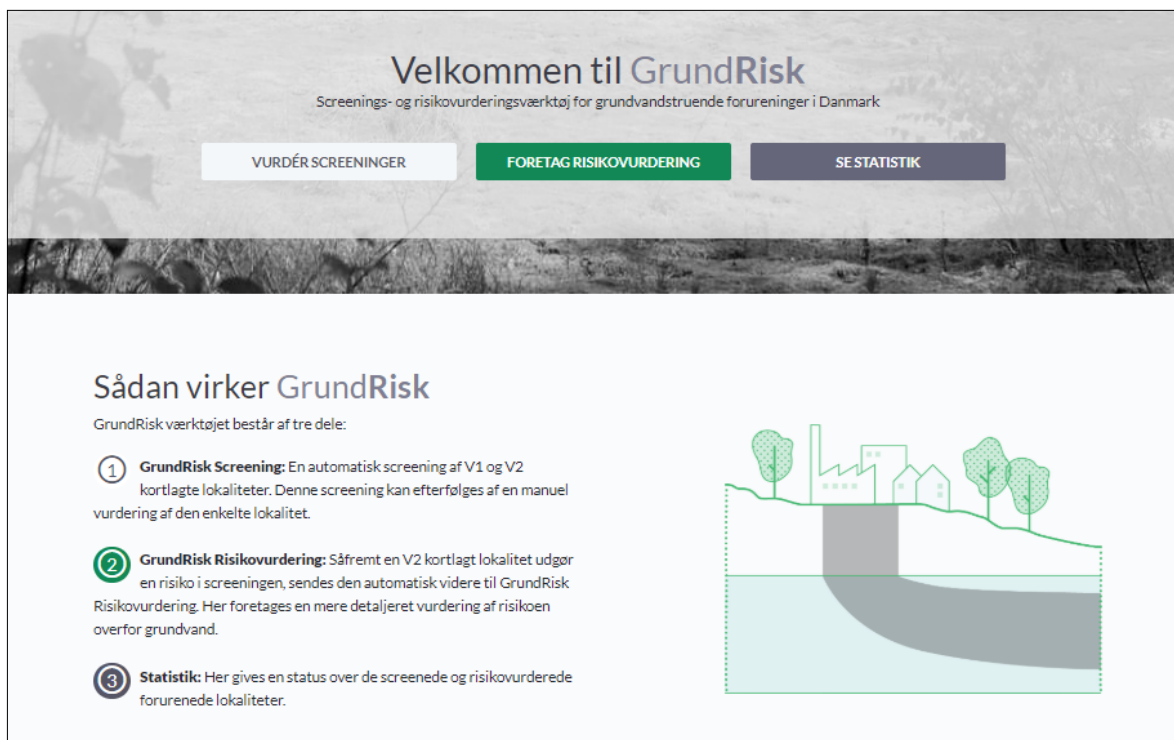 Velkommen til GrundRisk
Screenings- og risikovurderingsværktøj for grundvandstruende forureninger i Danmark
VURDÉR SCREENINGER
FORETAG RISIKOVURDERING
SE STATISTIK
Sådan virker GrundRisk
GrundRisk værktøjet består af tre dele:
1 GrundRisk Screening: En automatisk screening af V1 og V2
kortlagte lokaliteter. Denne screening kan efterfølges af en manuel
vurdering af den enkelte lokalitet.
2 GrundRisk Risikovurdering: Såfremt en V2 kortlagt lokalitet udgør
en risiko i screeningen, sendes den automatisk videre til GrundRisk
Risikovurdering. Her foretages en mere detaljeret vurdering af risikoen
overfor grundvand.
3 Statistik: Her gives en status over de screenede og risikovurderede
forurenede lokaliteter.